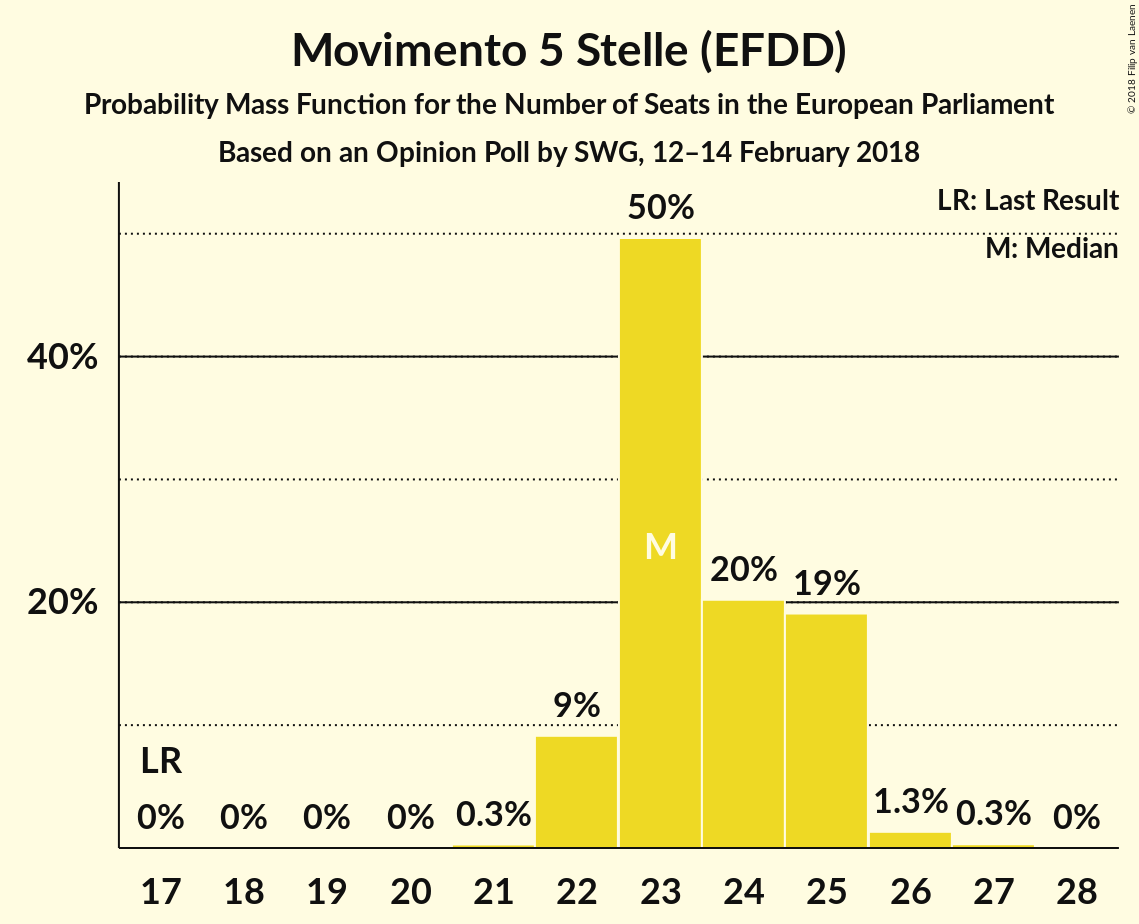 Movimento 5 Stelle (EFDD)
Probability Mass Function for the Number of Seats in the European Parliament
Based on an Opinion Poll by SWG, 12–14 February 2018
© 2018 Filip van Laenen
LR: Last Result
M: Median
50%
40%
M
20%
19%
20%
9%
LR
0%
0%
0%
0%
0.3%
1.3%
0.3%
0%
17 18 19 20 21 22 23 24 25 26 27 28